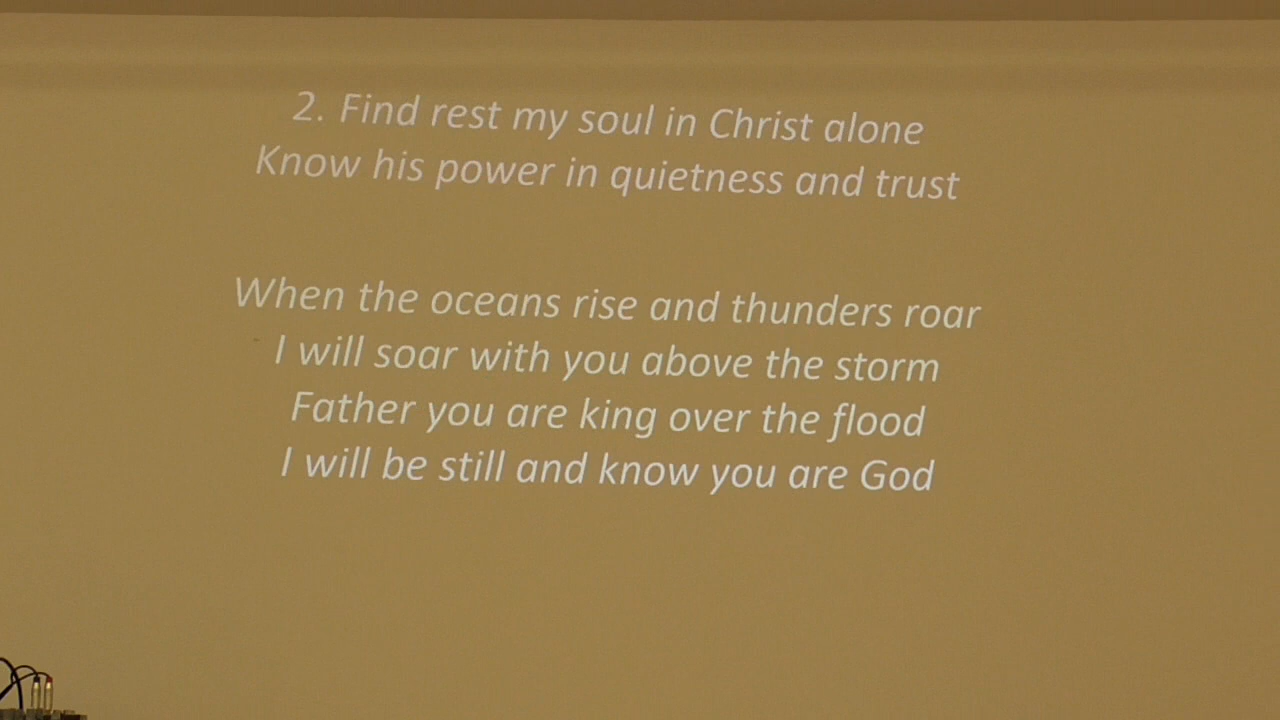 2. Find rest my soul in Christ alone
Know his power in quietness and trust
When the oceans rise and thunders roar
I will soar with you above the storm
Father you are king over the flood
I will be still and know you are God